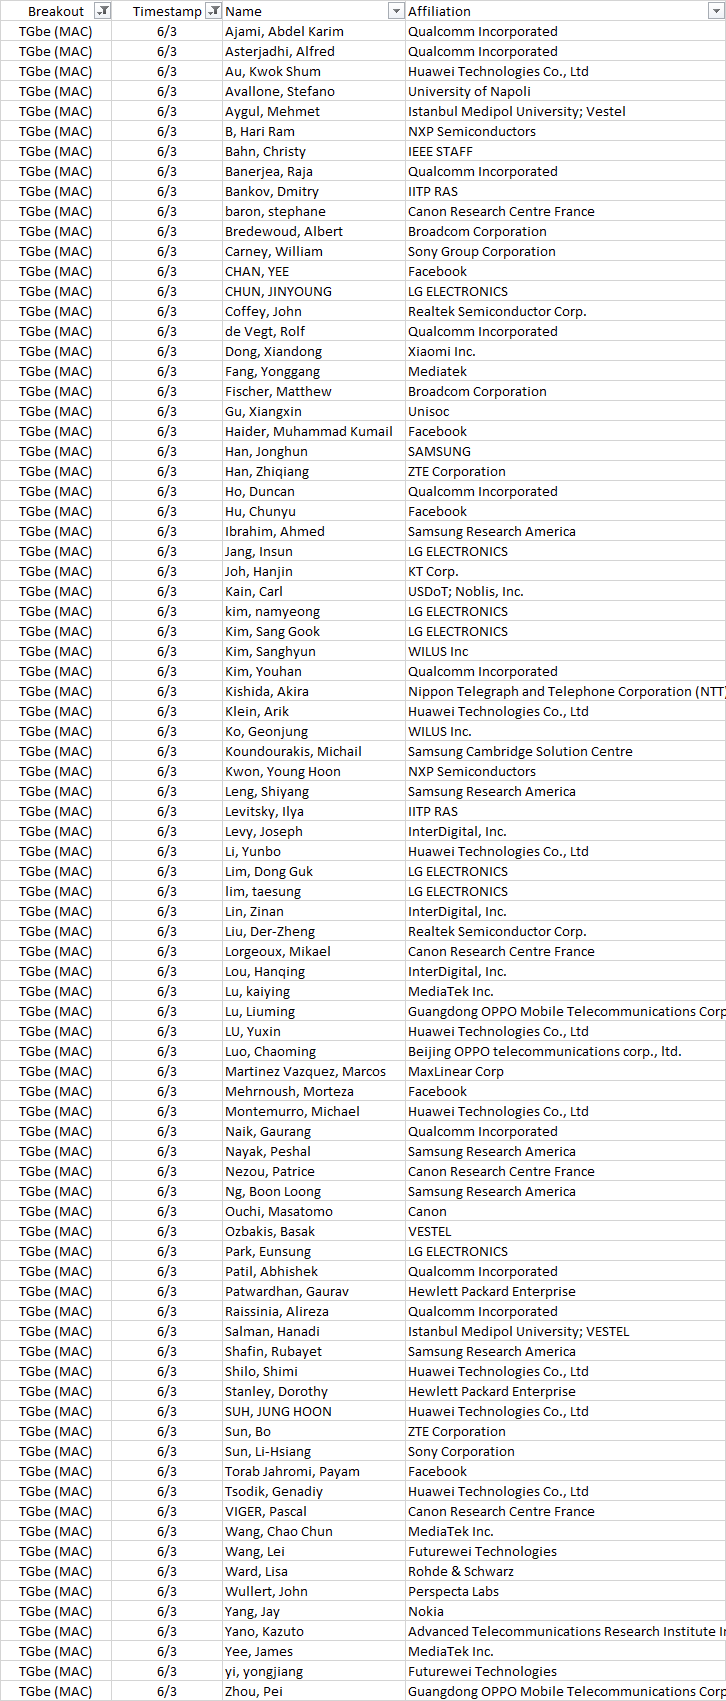 Breakout Timestamp Name Affiliation
TGbe (MAC) 6/3 Ajami, Abdel Karim Qualcomm Incorporated
TGbe (MAC) 6/3 Asterjadhi, Alfred Qualcomm Incorporated
TGbe (MAC) 6/3 Au, Kwok Shum Huawei Technologies Co., Ltd
TGbe (MAC) 6/3 Avallone, Stefano University of Napoli
TGbe (MAC) 6/3 Aygul, Mehmet Istanbul Medipol University; Vestel
TGbe (MAC) 6/3 B, Hari Ram NXP Semiconductors
TGbe (MAC) 6/3 Bahn, Christy IEEE STAFF
TGbe (MAC) 6/3 Banerjea, Raja Qualcomm Incorporated
TGbe (MAC) 6/3 Bankov, Dmitry IITP RAS
TGbe (MAC) 6/3 baron, stephane Canon Research Centre France
TGbe (MAC) 6/3 Bredewoud, Albert Broadcom Corporation
TGbe (MAC) 6/3 Carney, William Sony Group Corporation
TGbe (MAC) 6/3 CHAN, YEE Facebook
TGbe (MAC) 6/3 CHUN, JINYOUNG LG ELECTRONICS
TGbe (MAC) 6/3 Coffey, John Realtek Semiconductor Corp.
TGbe (MAC) 6/3 de Vegt, Rolf Qualcomm Incorporated
TGbe (MAC) 6/3 Dong, Xiandong Xiaomi Inc.
TGbe (MAC) 6/3 Fang, Yonggang Mediatek
TGbe (MAC) 6/3 Fischer, Matthew Broadcom Corporation
TGbe (MAC) 6/3 Gu, Xiangxin Unisoc
TGbe (MAC) 6/3 Haider, Muhammad Kumail Facebook
TGbe (MAC) 6/3 Han, Jonghun SAMSUNG
TGbe (MAC) 6/3 Han, Zhiqiang ZTE Corporation
TGbe (MAC) 6/3 Ho, Duncan Qualcomm Incorporated
TGbe (MAC) 6/3 Hu, Chunyu Facebook
TGbe (MAC) 6/3 Ibrahim, Ahmed Samsung Research America
TGbe (MAC) 6/3 Jang, Insun LG ELECTRONICS
TGbe (MAC) 6/3 Joh, Hanjin KT Corp.
TGbe (MAC) 6/3 Kain, Carl USDoT; Noblis, Inc.
TGbe (MAC) 6/3 kim, namyeong LG ELECTRONICS
TGbe (MAC) 6/3 Kim, Sang Gook LG ELECTRONICS
TGbe (MAC) 6/3 Kim, Sanghyun WILUS Inc
TGbe (MAC) 6/3 Kim, Youhan Qualcomm Incorporated
TGbe (MAC) 6/3 Kishida, Akira Nippon Telegraph and Telephone Corporation (NTT)
TGbe (MAC) 6/3 Klein, Arik Huawei Technologies Co., Ltd
TGbe (MAC) 6/3 Ko, Geonjung WILUS Inc.
TGbe (MAC) 6/3 Koundourakis, Michail Samsung Cambridge Solution Centre
TGbe (MAC) 6/3 Kwon, Young Hoon NXP Semiconductors
TGbe (MAC) 6/3 Leng, Shiyang Samsung Research America
TGbe (MAC) 6/3 Levitsky, Ilya IITP RAS
TGbe (MAC) 6/3 Levy, Joseph InterDigital, Inc.
TGbe (MAC) 6/3 Li, Yunbo Huawei Technologies Co., Ltd
TGbe (MAC) 6/3 Lim, Dong Guk LG ELECTRONICS
TGbe (MAC) 6/3 lim, taesung LG ELECTRONICS
TGbe (MAC) 6/3 Lin, Zinan InterDigital, Inc.
TGbe (MAC) 6/3 Liu, Der-Zheng Realtek Semiconductor Corp.
TGbe (MAC) 6/3 Lorgeoux, Mikael Canon Research Centre France
TGbe (MAC) 6/3 Lou, Hanqing InterDigital, Inc.
TGbe (MAC) 6/3 Lu, kaiying MediaTek Inc.
TGbe (MAC) 6/3 Lu, Liuming Guangdong OPPO Mobile Telecommunications Corp
TGbe (MAC) 6/3 LU, Yuxin Huawei Technologies Co., Ltd
TGbe (MAC) 6/3 Luo, Chaoming Beijing OPPO telecommunications corp., ltd.
TGbe (MAC) 6/3 Martinez Vazquez, Marcos MaxLinear Corp
TGbe (MAC) 6/3 Mehrnoush, Morteza Facebook
TGbe (MAC) 6/3 Montemurro, Michael Huawei Technologies Co., Ltd
TGbe (MAC) 6/3 Naik, Gaurang Qualcomm Incorporated
TGbe (MAC) 6/3 Nayak, Peshal Samsung Research America
TGbe (MAC) 6/3 Nezou, Patrice Canon Research Centre France
TGbe (MAC) 6/3 Ng, Boon Loong Samsung Research America
TGbe (MAC) 6/3 Ouchi, Masatomo Canon
TGbe (MAC) 6/3 Ozbakis, Basak VESTEL
TGbe (MAC) 6/3 Park, Eunsung LG ELECTRONICS
TGbe (MAC) 6/3 Patil, Abhishek Qualcomm Incorporated
TGbe (MAC) 6/3 Patwardhan, Gaurav Hewlett Packard Enterprise
TGbe (MAC) 6/3 Raissinia, Alireza Qualcomm Incorporated
TGbe (MAC) 6/3 Salman, Hanadi Istanbul Medipol University; VESTEL
TGbe (MAC) 6/3 Shafin, Rubayet Samsung Research America
TGbe (MAC) 6/3 Shilo, Shimi Huawei Technologies Co., Ltd
TGbe (MAC) 6/3 Stanley, Dorothy Hewlett Packard Enterprise
TGbe (MAC) 6/3 SUH, JUNG HOON Huawei Technologies Co., Ltd
TGbe (MAC) 6/3 Sun, Bo ZTE Corporation
TGbe (MAC) 6/3 Sun, Li-Hsiang Sony Corporation
TGbe (MAC) 6/3 Torab Jahromi, Payam Facebook
TGbe (MAC) 6/3 Tsodik, Genadiy Huawei Technologies Co., Ltd
TGbe (MAC) 6/3 VIGER, Pascal Canon Research Centre France
TGbe (MAC) 6/3 Wang, Chao Chun MediaTek Inc.
TGbe (MAC) 6/3 Wang, Lei Futurewei Technologies
TGbe (MAC) 6/3 Ward, Lisa Rohde & Schwarz
TGbe (MAC) 6/3 Wullert, John Perspecta Labs
TGbe (MAC) 6/3 Yang, Jay Nokia
TGbe (MAC) 6/3 Yano, Kazuto Advanced Telecommunications Research Institute
TGbe (MAC) 6/3 Yee, James MediaTek Inc.
TGbe (MAC) 6/3 yi, yongjiang Futurewei Technologies
TGbe (MAC) 6/3 Zhou, Pei Guangdong OPPO Mobile Telecommunications Corp